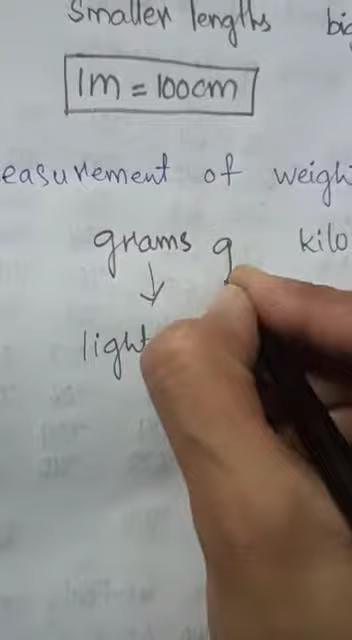 Smaller lengths
1m = 100cm
easurement of weigh
grams g kilo
light